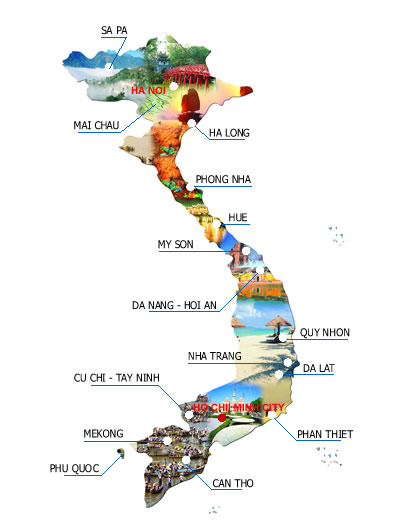 SA PA
HA NOI
MAI CHAU
HA LONG
PHONG NHA
HUE
MY SON
DA NANG - HOI AN
QUY NHON
NHA TRANG
DA LAT
CU CHI - TAY NINH
HO CHI MINH CITY
MEKONG
PHAN THIET
PHU QUOC
CAN THO